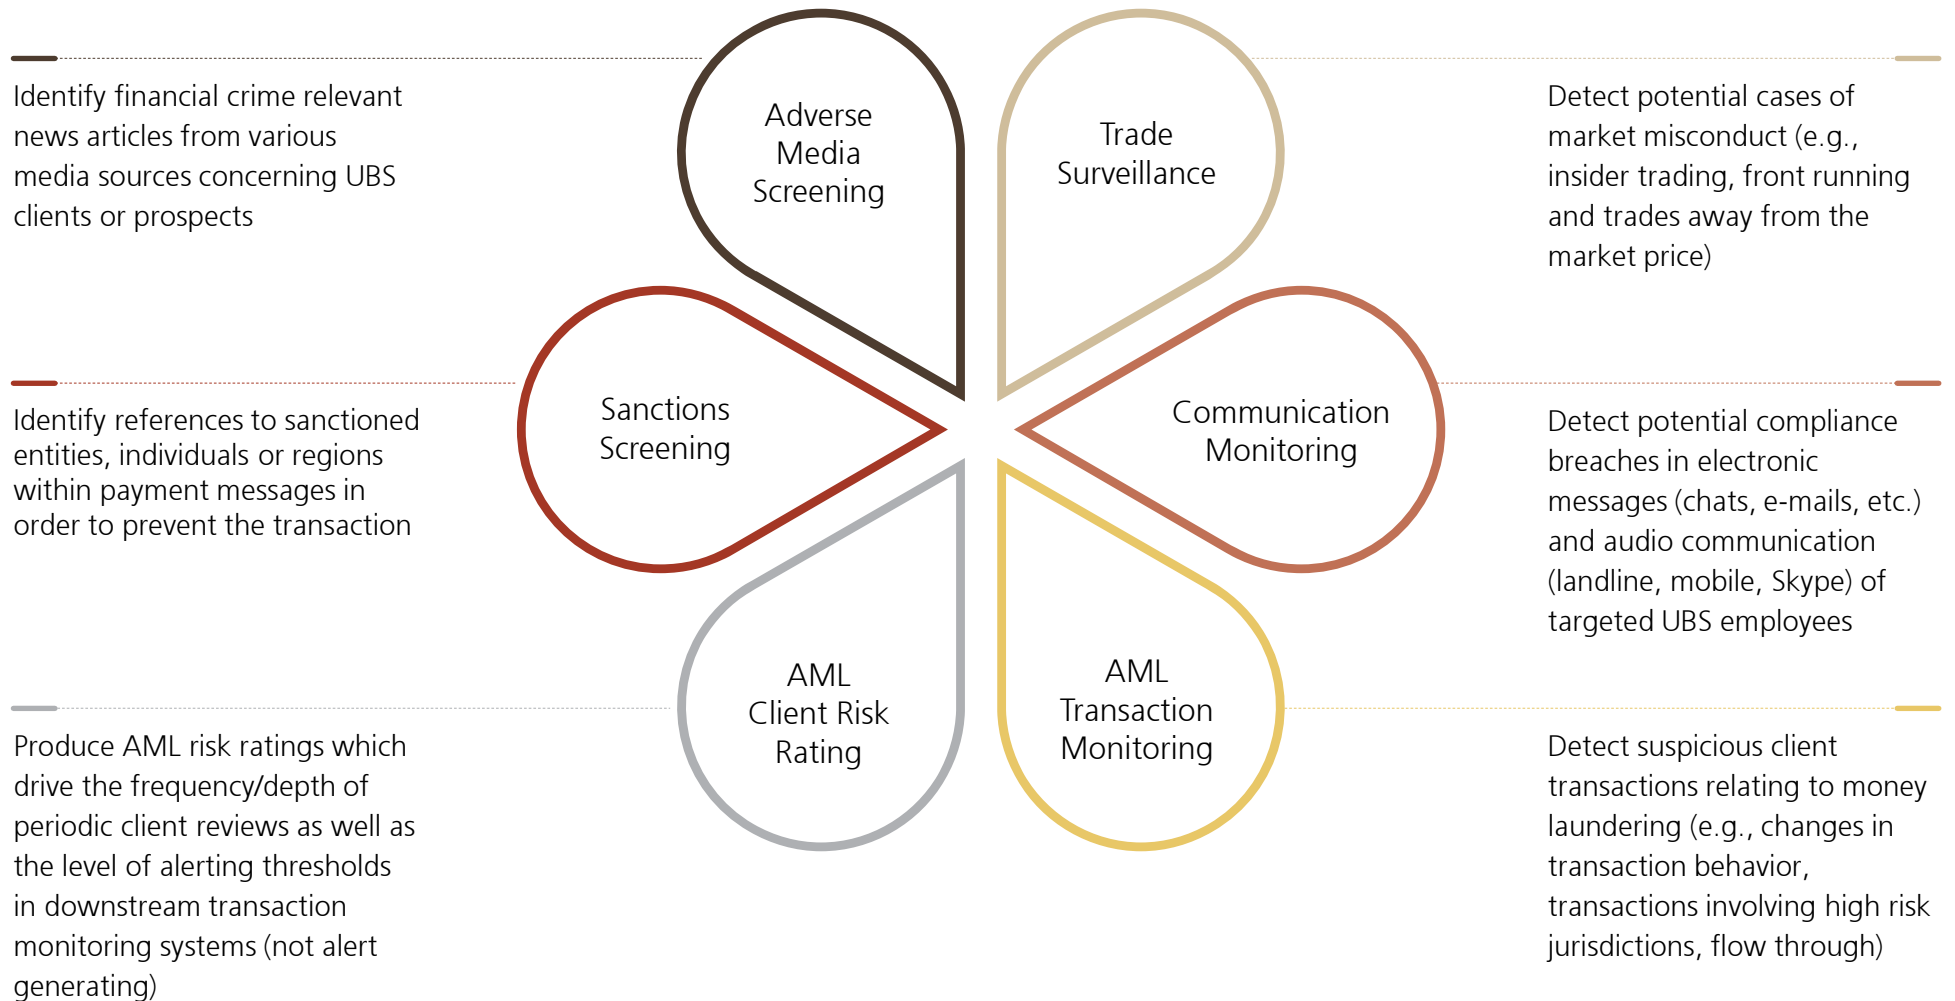 Identify financial crime relevant
news articles from various
media sources concerning UBS
clients or prospects
Adverse
Media
Screening
Trade
Surveillance
Detect potential cases of
market misconduct (e.g.,
insider trading, front running
and trades away from the
market price)
Identify references to sanctioned
entities, individuals or regions
within payment messages in
order to prevent the transaction
Sanctions
Screening
Communication
Monitoring
Detect potential compliance
breaches in electronic
messages (chats, e-mails, etc.)
and audio communication
(landline, mobile, Skype) of
targeted UBS employees
Produce AML risk ratings which
drive the frequency/depth of
periodic client reviews as well as
the level of alerting thresholds
in downstream transaction
monitoring systems (not alert
generating)
AML
Client Risk
Rating
AML
Transaction
Monitoring
Detect suspicious client
transactions relating to money
laundering (e.g., changes in
transaction behavior,
transactions involving high risk
jurisdictions, flow through)